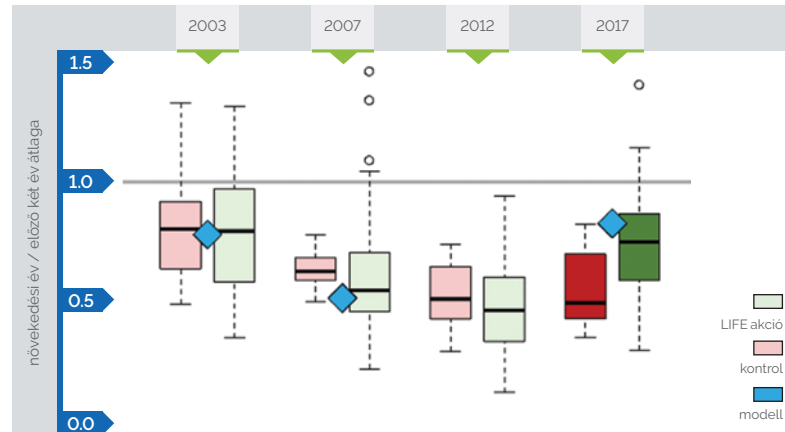 2003
2007
2012
2017
növekedési év / előző két év átlaga
1.5
1.0
0.5
0.0
LIFE akció
kontrol
modell